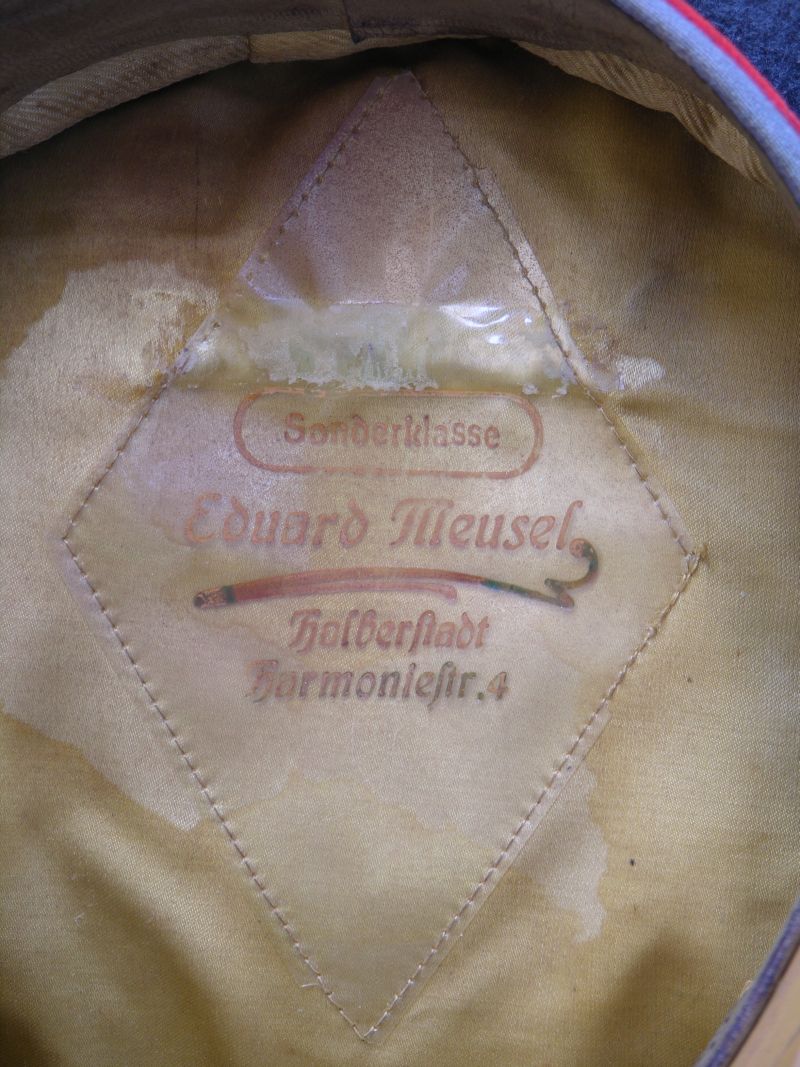 Sonderklasse
Eduard Meusel
Halberstadt
Harmoniestr. 4